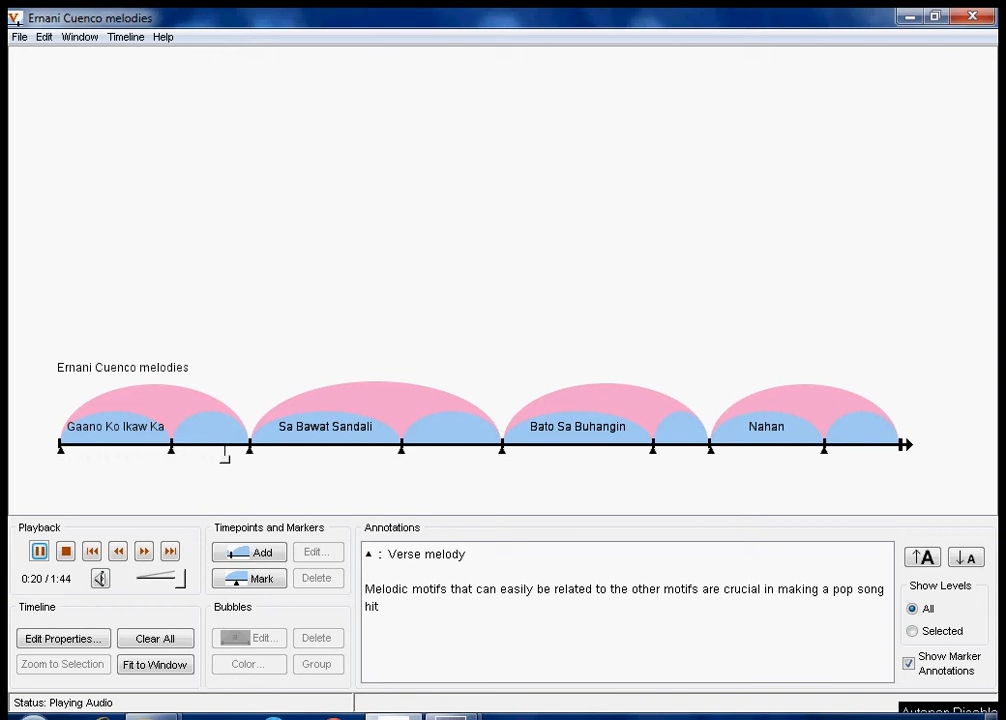 Ernani Cuenco melodies
File Edit Window Timeline Help
Ernani Cuenco melodies
Gaano Ko Ikaw Ka
Sa Bawat Sandali
Bato Sa Buhangin
Nahan
Playback
0:20 / 1:44
Timeline
Edit Properties...
Clear All
Zoom to Selection
Fit to Window
Timepoints and Markers
Add
Edit...
Mark
Delete
Bubbles
Edit...
Delete
Color...
Group
Annotations
▲ : Verse melody
Melodic motifs that can easily be related to the other motifs are crucial in making a pop song
hit
↑A
↓A
Show Levels
All
Selected
Show Marker
Annotations
Status: Playing Audio